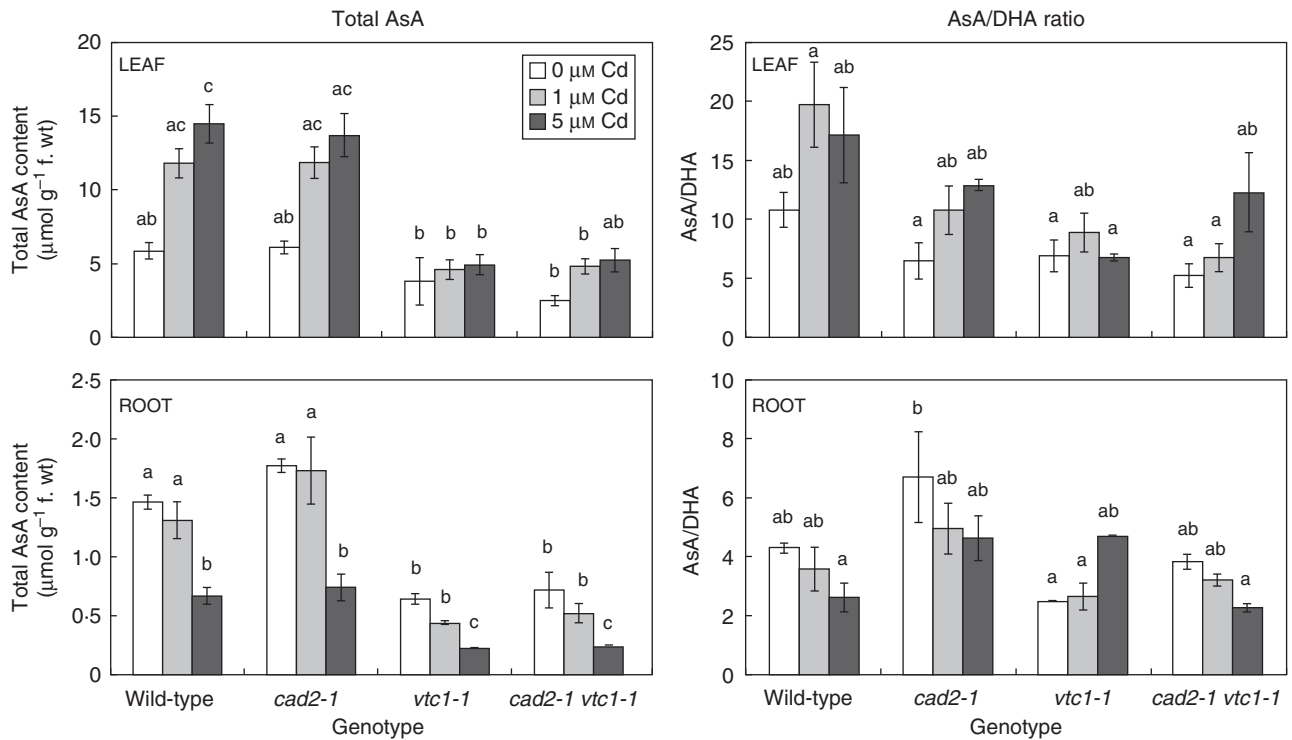 Total AsA
AsA/DHA ratio
20
15
10
5
0
Total AsA content
(µmol g⁻¹ f. wt)
LEAF
0 µM Cd
1 µM Cd
5 µM Cd
ab
ac
c
ab
ac
ac
b
b
b
b
b
ab
25
20
15
10
5
0
AsA/DHA
LEAF
a
ab
ab
ab
ab
a
a
ab
a
a
a
ab
2·5
2·0
1·5
1·0
0·5
0
Total AsA content
(µmol g⁻¹ f. wt)
ROOT
a
a
b
a
a
b
b
b
c
b
b
c
Wild-type
cad2-1
vtc1-1
cad2-1 vtc1-1
Genotype
10
8
6
4
2
0
AsA/DHA
ROOT
ab
ab
a
b
ab
ab
a
a
ab
ab
ab
a
Wild-type
cad2-1
vtc1-1
cad2-1 vtc1-1
Genotype